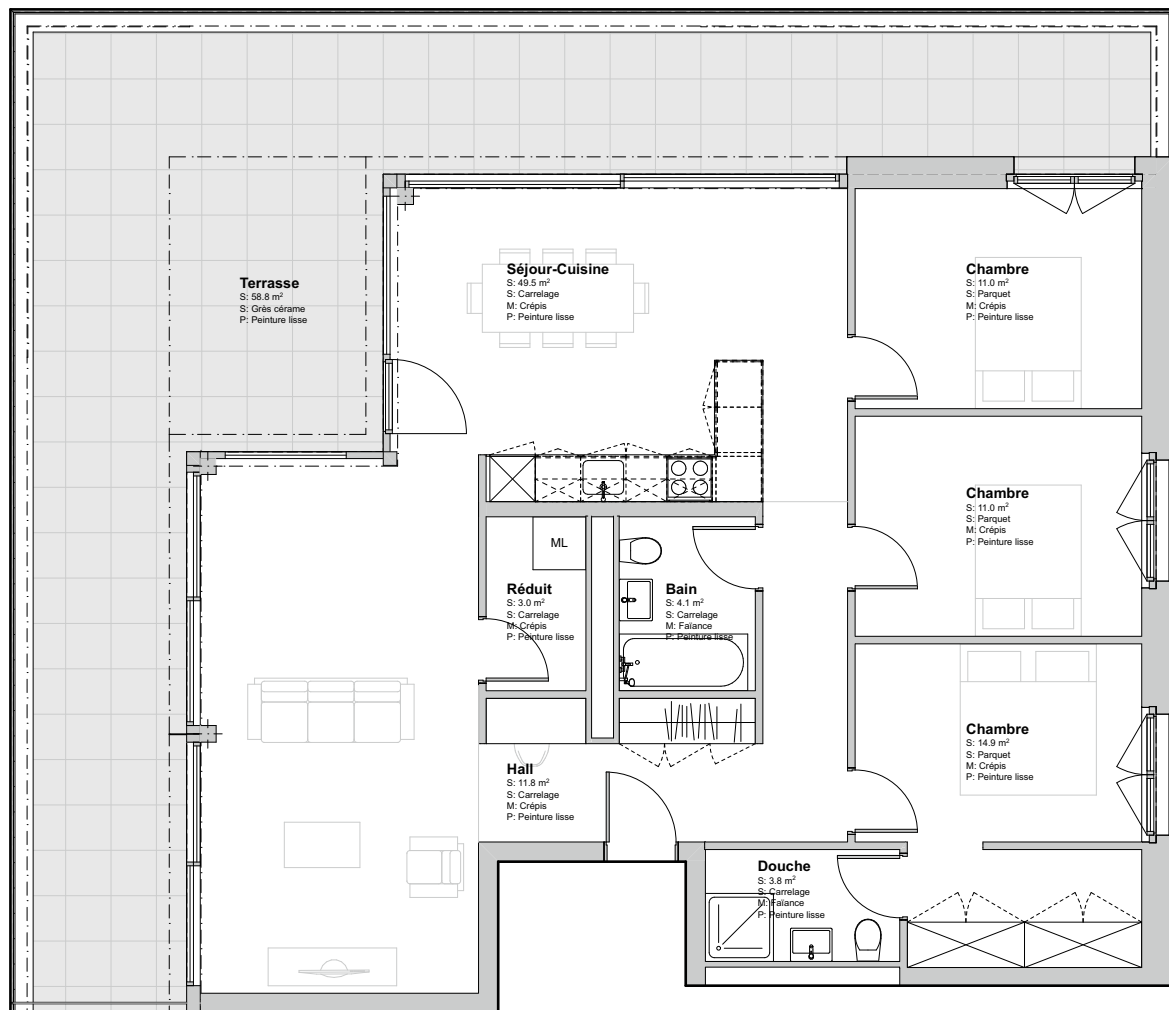 Terrasse
S: 58.8 m²
S: Grès cérame
P: Peinture lisse
Séjour-Cuisine
S: 49.5 m²
S: Carrelage
M: Crépis
P: Peinture lisse
Chambre
S: 11.0 m²
S: Parquet
M: Crépis
P: Peinture lisse
Chambre
S: 11.0 m²
S: Parquet
M: Crépis
P: Peinture lisse
ML
Réduit
S: 3.0 m²
S: Carrelage
M: Crépis
P: Peinture lisse
Bain
S: 4.1 m²
S: Carrelage
M: Faïance
P: Peinture lisse
Chambre
S: 14.9 m²
S: Parquet
M: Crépis
P: Peinture lisse
Hall
S: 11.8 m²
S: Carrelage
M: Crépis
P: Peinture lisse
Douche
S: 3.8 m²
S: Carrelage
M: Faïance
P: Peinture lisse